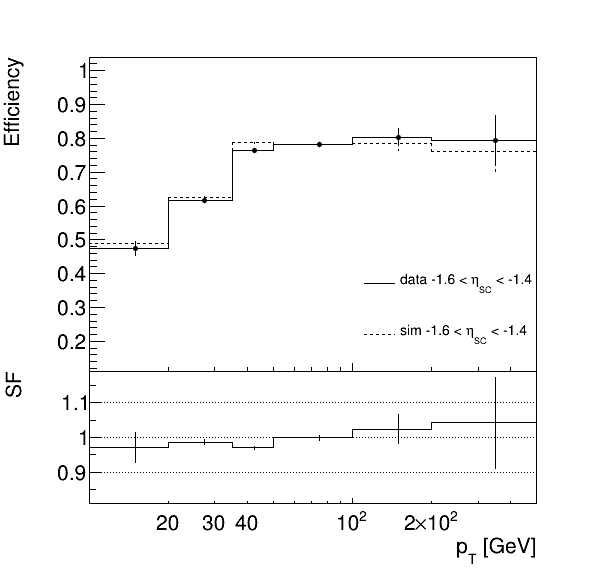 Efficiency
1
0.9
0.8
0.7
0.6
0.5
0.4
0.3
0.2
data -1.6 < η_SC < -1.4
sim -1.6 < η_SC < -1.4
SF
1.1
1
0.9
20 30 40 10² 2×10²
p_T [GeV]